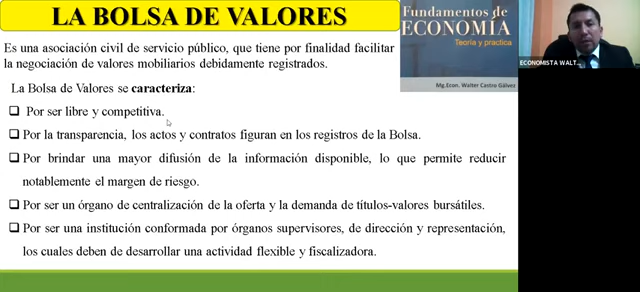 LA BOLSA DE VALORES
Es una asociación civil de servicio público, que tiene por finalidad facilitar
la negociación de valores mobiliarios debidamente registrados.
La Bolsa de Valores se caracteriza:
Por ser libre y competitiva.
Por la transparencia, los actos y contratos figuran en los registros de la Bolsa.
Por brindar una mayor difusión de la información disponible, lo que permite reducir
notablemente el margen de riesgo.
Por ser un órgano de centralización de la oferta y la demanda de títulos-valores bursátiles.
Por ser una institución conformada por órganos supervisores, de dirección y representación,
los cuales deben de desarrollar una actividad flexible y fiscalizadora.
Fundamentos de
ECONOMÍA
Teoría y practica
Mg.Econ. Walter Castro Gálvez
ECONOMISTA WALT...